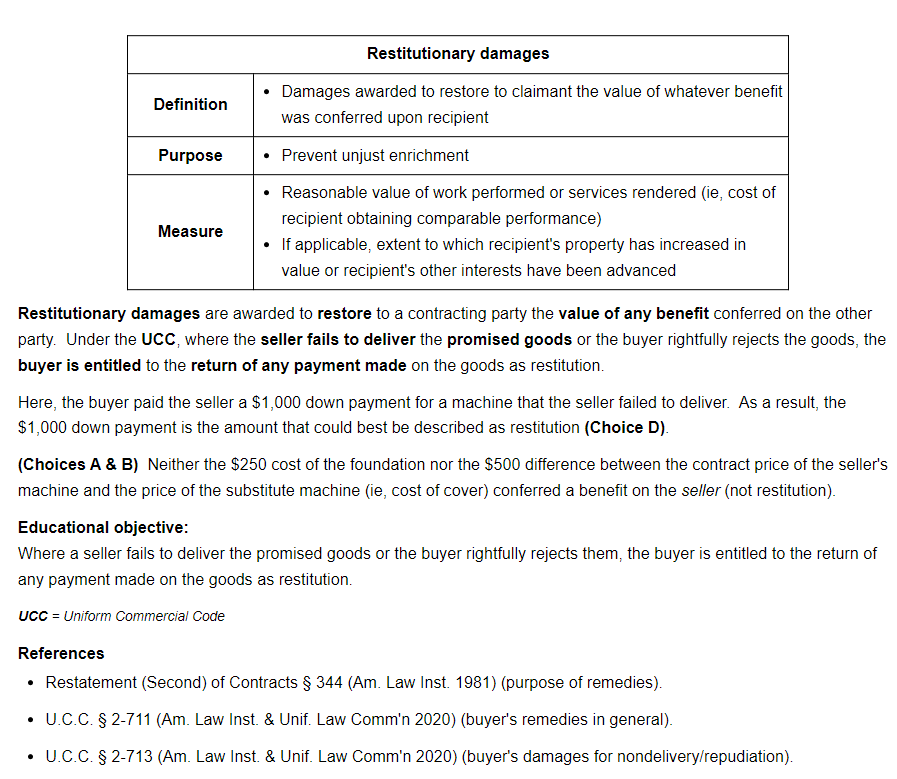 Restitutionary damages
Definition
• Damages awarded to restore to claimant the value of whatever benefit
was conferred upon recipient
Purpose
• Prevent unjust enrichment
Measure
• Reasonable value of work performed or services rendered (ie, cost of
recipient obtaining comparable performance)
• If applicable, extent to which recipient's property has increased in
value or recipient's other interests have been advanced
Restitutionary damages are awarded to restore to a contracting party the value of any benefit conferred on the other
party. Under the UCC, where the seller fails to deliver the promised goods or the buyer rightfully rejects the goods, the
buyer is entitled to the return of any payment made on the goods as restitution.
Here, the buyer paid the seller a $1,000 down payment for a machine that the seller failed to deliver. As a result, the
$1,000 down payment is the amount that could best be described as restitution (Choice D).
(Choices A & B) Neither the $250 cost of the foundation nor the $500 difference between the contract price of the seller's
machine and the price of the substitute machine (ie, cost of cover) conferred a benefit on the seller (not restitution).
Educational objective:
Where a seller fails to deliver the promised goods or the buyer rightfully rejects them, the buyer is entitled to the return of
any payment made on the goods as restitution.
UCC = Uniform Commercial Code
References
• Restatement (Second) of Contracts § 344 (Am. Law Inst. 1981) (purpose of remedies).
• U.C.C. § 2-711 (Am. Law Inst. & Unif. Law Comm'n 2020) (buyer's remedies in general).
• U.C.C. § 2-713 (Am. Law Inst. & Unif. Law Comm'n 2020) (buyer's damages for nondelivery/repudiation).